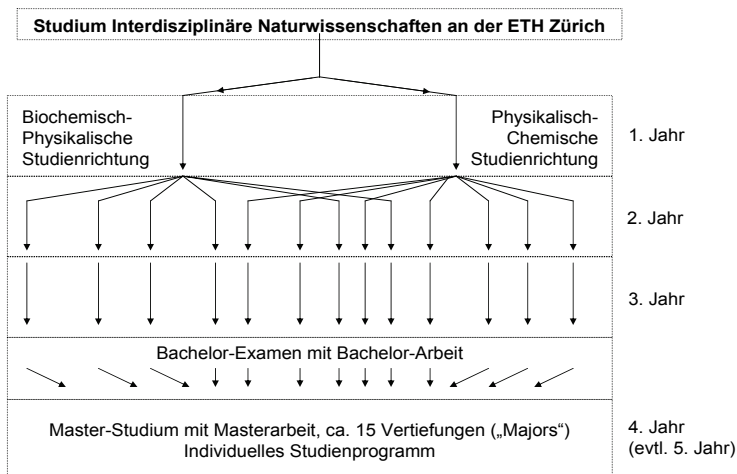 Studium Interdisziplinäre Naturwissenschaften an der ETH Zürich
Biochemisch-
Physikalische
Studienrichtung
Physikalisch-
Chemische
Studienrichtung
1. Jahr
2. Jahr
3. Jahr
Bachelor-Examen mit Bachelor-Arbeit
Master-Studium mit Masterarbeit, ca. 15 Vertiefungen („Majors“)
Individuelles Studienprogramm
4. Jahr
(evtl. 5. Jahr)